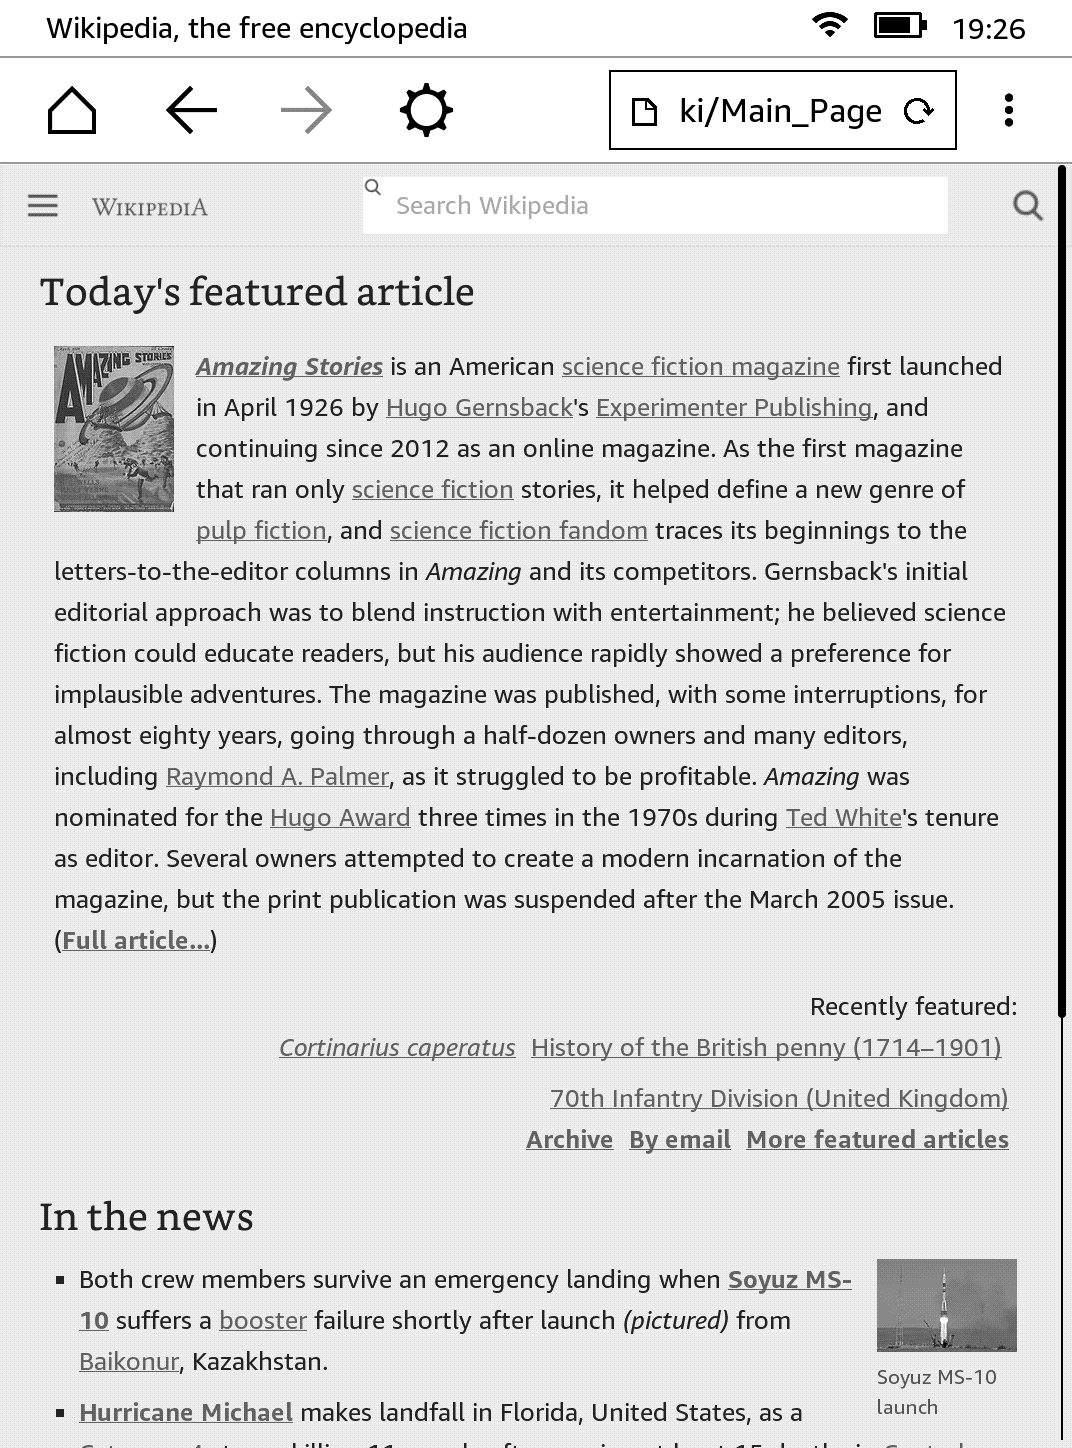 Wikipedia, the free encyclopedia 19:26
ki/Main_Page
WIKIPEDIA Search Wikipedia
Today's featured article
AMAZING STORIES
Amazing Stories is an American science fiction magazine first launched
in April 1926 by Hugo Gernsback's Experimenter Publishing, and
continuing since 2012 as an online magazine. As the first magazine
that ran only science fiction stories, it helped define a new genre of
pulp fiction, and science fiction fandom traces its beginnings to the
letters-to-the-editor columns in Amazing and its competitors. Gernsback's initial
editorial approach was to blend instruction with entertainment; he believed science
fiction could educate readers, but his audience rapidly showed a preference for
implausible adventures. The magazine was published, with some interruptions, for
almost eighty years, going through a half-dozen owners and many editors,
including Raymond A. Palmer, as it struggled to be profitable. Amazing was
nominated for the Hugo Award three times in the 1970s during Ted White's tenure
as editor. Several owners attempted to create a modern incarnation of the
magazine, but the print publication was suspended after the March 2005 issue.
(Full article...)
Recently featured:
Cortinarius caperatus History of the British penny (1714–1901)
70th Infantry Division (United Kingdom)
Archive By email More featured articles
In the news
Both crew members survive an emergency landing when Soyuz MS-
10 suffers a booster failure shortly after launch (pictured) from
Baikonur, Kazakhstan.
Soyuz MS-10
launch
Hurricane Michael makes landfall in Florida, United States, as a